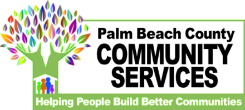 Palm Beach County
COMMUNITY
SERVICES
Helping People Build Better Communities